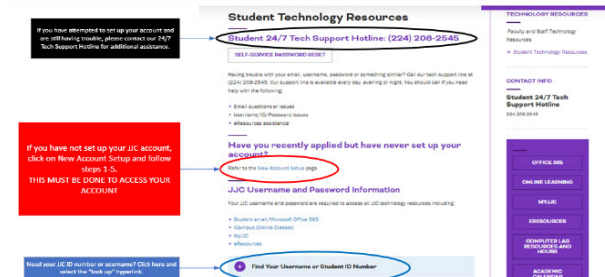 If you have attempted to set up your account and
are still having trouble, please contact our 24/7
Tech Support Hotline for additional assistance.
If you have not set up your JJC account,
click on New Account Setup and follow
steps 1-5.
THIS MUST BE DONE TO ACCESS YOUR
ACCOUNT
Need your JJC ID number or username? Click here and
select the "look up" hyperlink.
Student Technology Resources
Student 24/7 Tech Support Hotline: (224) 208-2545
SELF-SERVICE PASSWORD RESET
Having trouble with your email, username, password or something similar? Call our tech support line at
(224) 208-2545. Our support line is available every day, evening or night. You should call if you need
help with the following:
• Email questions or issues
• Username/ID/Password issues
• eResources assistance
Have you recently applied but have never set up your
account?
Refer to the New Account Setup page.
JJC Username and Password Information
Your JJC username and password are required to access all JJC technology resources including:
• Student email/Microsoft Office 365
• iCampus (Online Classes)
• MyJJC
• eResources
+ Find Your Username or Student ID Number
TECHNOLOGY RESOURCES
Faculty and Staff Technology
Resources
Student Technology Resources
CONTACT INFO
Student 24/7 Tech
Support Hotline
224 208 2545
OFFICE 365
ONLINE LEARNING
MYJJC
ERESOURCES
COMPUTER LAB
RESOURCES AND
HOURS
ACADEMIC
CALENDAR